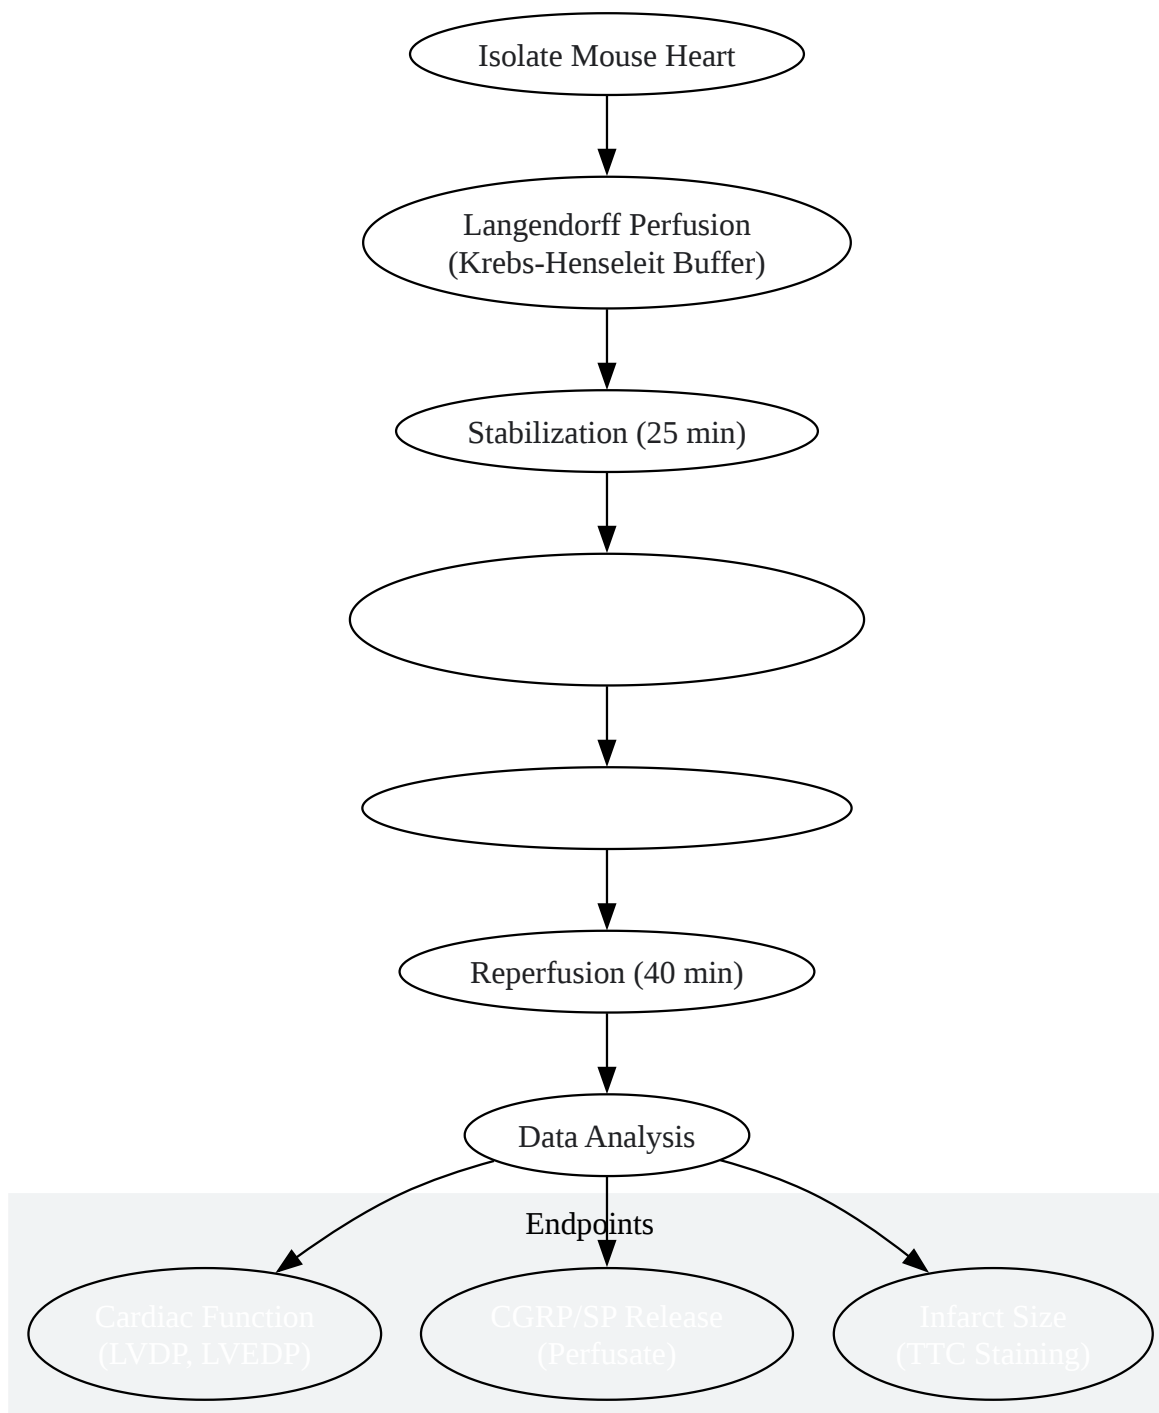 Isolate Mouse Heart
Langendorff Perfusion
(Krebs-Henseleit Buffer)
Stabilization (25 min)
Reperfusion (40 min)
Data Analysis
Endpoints
Cardiac Function
(LVDP, LVEDP)
CGRP/SP Release
(Perfusate)
Infarct Size
(TTC Staining)